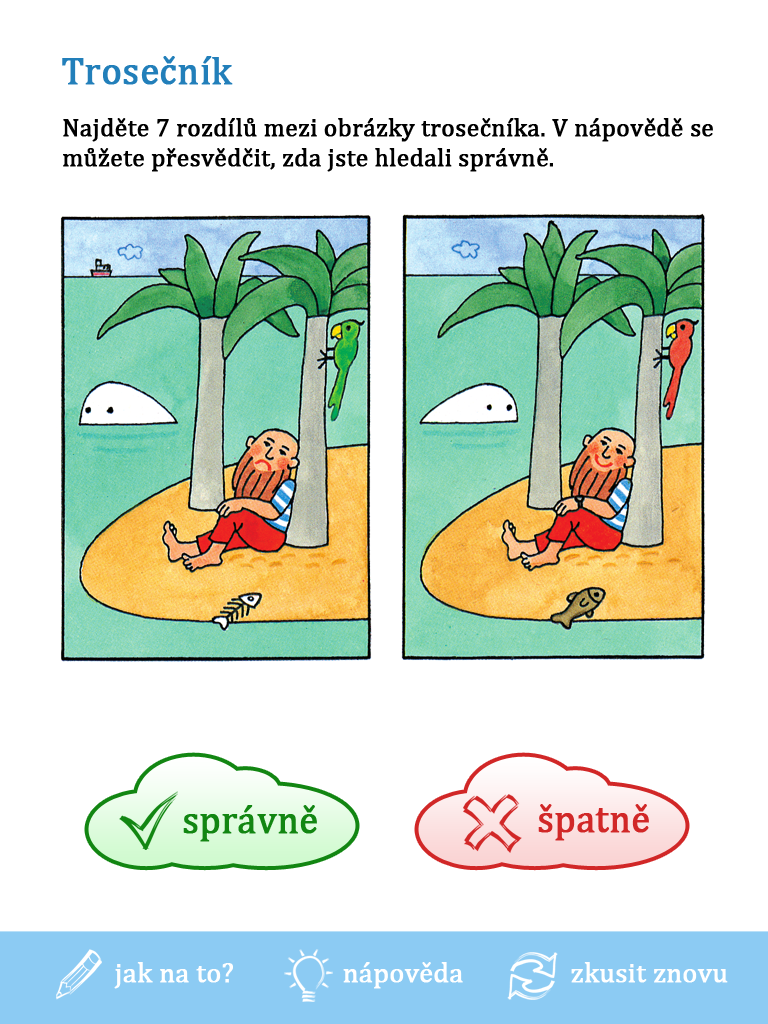 Trosečník
Najděte 7 rozdílů mezi obrázky trosečníka. V nápovědě se
můžete přesvědčit, zda jste hledali správně.
správně
špatně
jak na to?
nápověda
zkusit znovu